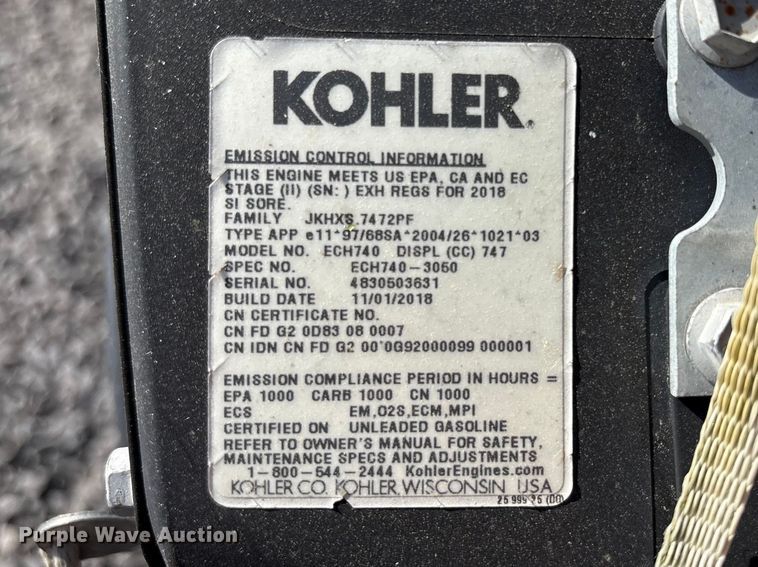 KOHLER.
EMISSION CONTROL INFORMATION
THIS ENGINE MEETS US EPA, CA AND EC
STAGE (II) (SN: ) EXH REGS FOR 2018
SI SORE.
FAMILY JKHXS.7472PF
TYPE APP e11*97/68SA*2004/26*1021*03
MODEL NO. ECH740 DISPL (CC) 747
SPEC NO. ECH740-3050
SERIAL NO. 4830503631
BUILD DATE 11/01/2018
CN CERTIFICATE NO.
CN FD G2 0D83 08 0007
CN IDN CN FD G2 00 0G92000099 000001
EMISSION COMPLIANCE PERIOD IN HOURS =
EPA 1000 CARB 1000 CN 1000
ECS EM,O2S,ECM,MPI
CERTIFIED ON UNLEADED GASOLINE
REFER TO OWNER'S MANUAL FOR SAFETY,
MAINTENANCE SPECS AND ADJUSTMENTS
1-800-544-2444 KohlerEngines.com
KOHLER CO. KOHLER WISCONSIN USA
25 999
Purple Wave Auction